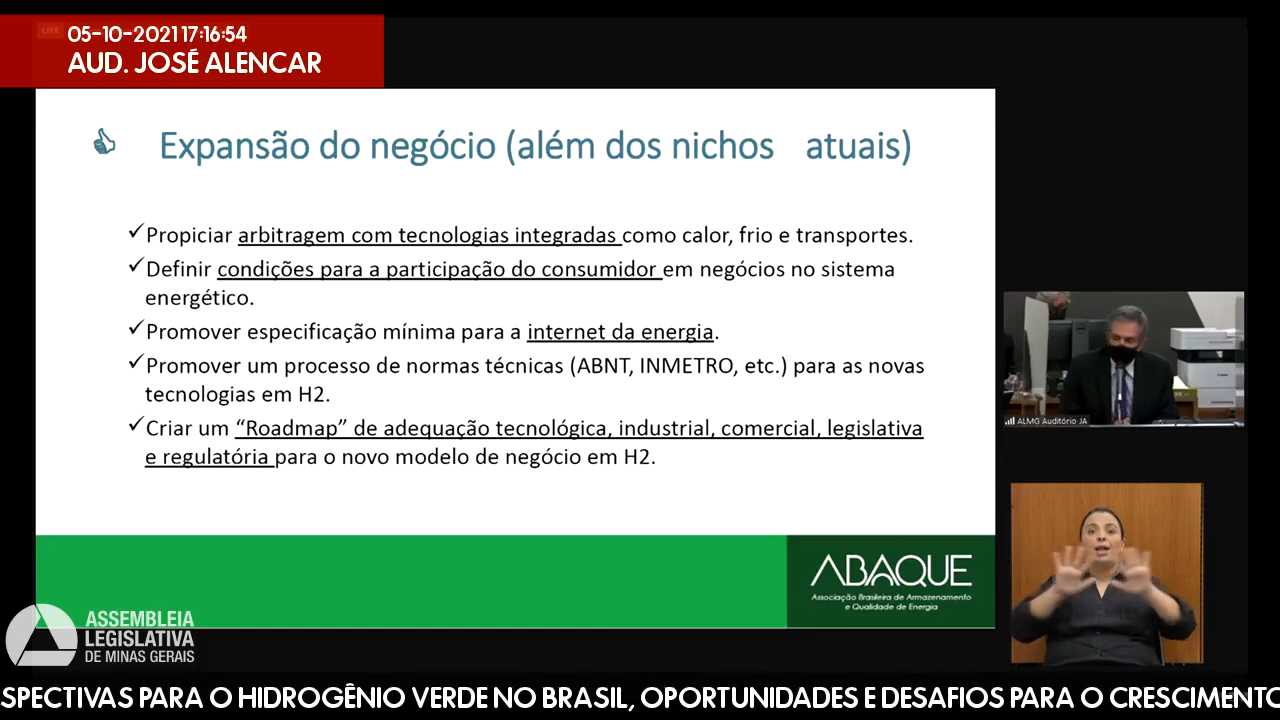 LIVE
05-10-2021 17:16:54
AUD. JOSÉ ALENCAR
Expansão do negócio (além dos nichos atuais)
Propiciar arbitragem com tecnologias integradas como calor, frio e transportes.
Definir condições para a participação do consumidor em negócios no sistema
energético.
Promover especificação mínima para a internet da energia.
Promover um processo de normas técnicas (ABNT, INMETRO, etc.) para as novas
tecnologias em H2.
Criar um “Roadmap” de adequação tecnológica, industrial, comercial, legislativa
e regulatória para o novo modelo de negócio em H2.
ALMG Auditório JA
ABAQUE
Associação Brasileira de Armazenamento
e Qualidade de Energia
ASSEMBLEIA
LEGISLATIVA
DE MINAS GERAIS
SPECTIVAS PARA O HIDROGÊNIO VERDE NO BRASIL, OPORTUNIDADES E DESAFIOS PARA O CRESCIMENTO